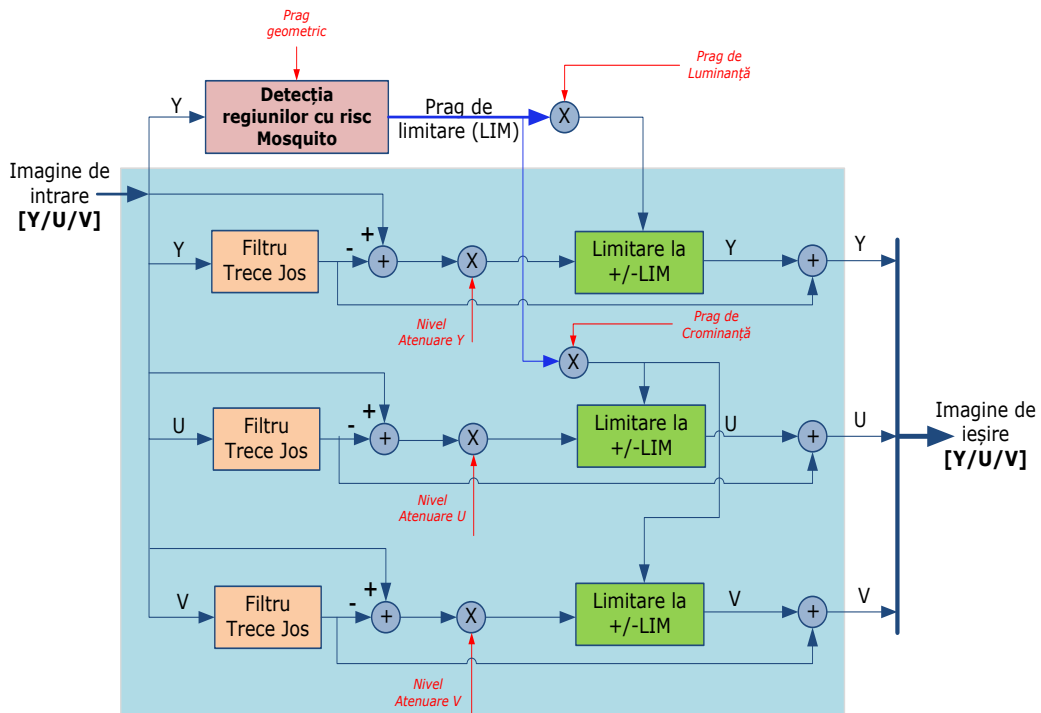 Prag
geometric
Prag de
Luminanță
Y
Detecția
regiunilor cu risc
Mosquito
Prag de
limitare (LIM)
X
Imagine de
intrare
[Y/U/V]
+
-
Y
Filtru
Trece Jos
+
X
Limitare la
+/-LIM
Y
+
Y
Nivel
Atenuare Y
Prag de
Crominanță
X
+
-
U
Filtru
Trece Jos
+
X
Limitare la
+/-LIM
U
+
U
Imagine de
ieșire
[Y/U/V]
Nivel
Atenuare U
+
-
V
Filtru
Trece Jos
+
X
Limitare la
+/-LIM
V
+
V
Nivel
Atenuare V